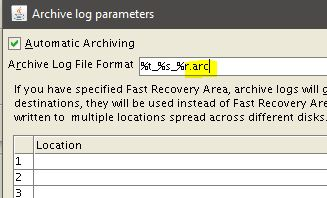 Archive log parameters
Automatic Archiving
Archive Log File Format %t_%s_%r.arc
If you have specified Fast Recovery Area, archive logs will g
destinations, they will be used instead of Fast Recovery Area
written to multiple locations spread across different disks.
Location
1
2
3